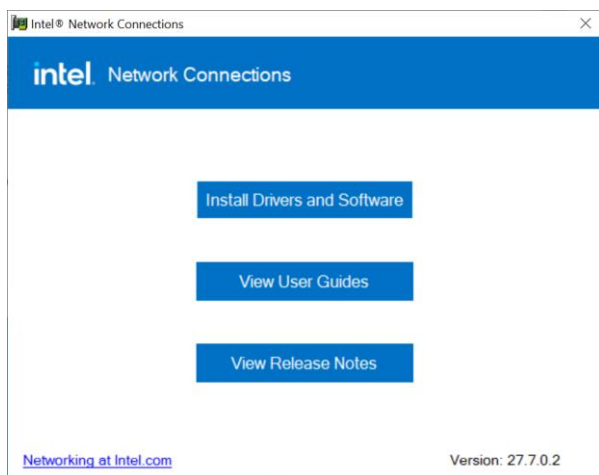 Intel® Network Connections
intel. Network Connections
Install Drivers and Software
View User Guides
View Release Notes
Networking at Intel.com Version: 27.7.0.2